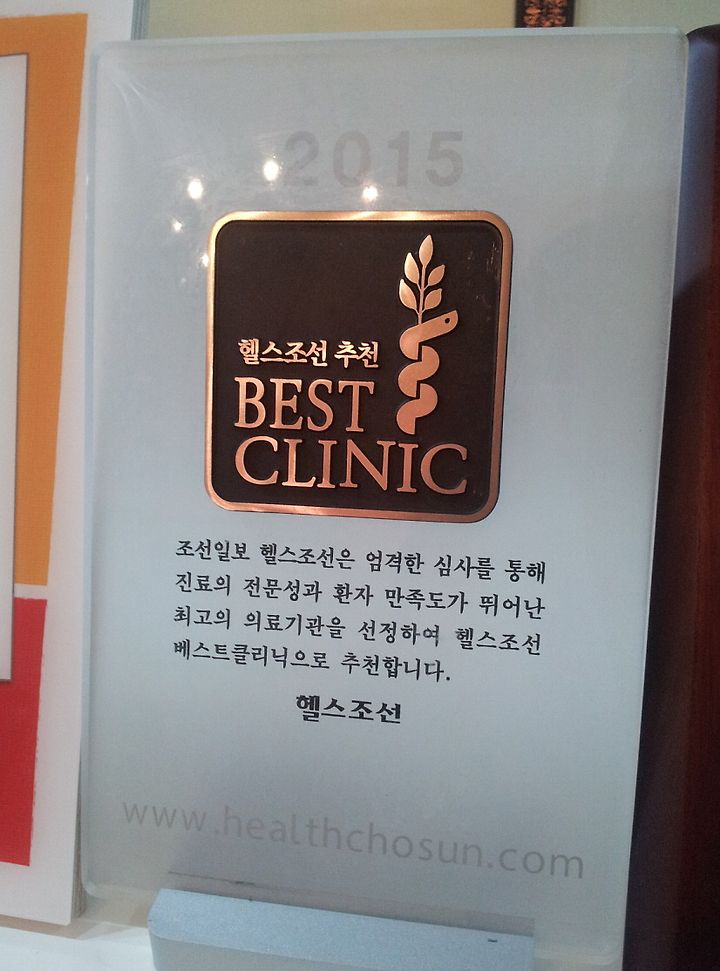 2015
헬스조선 추천
BEST
CLINIC
조선일보 헬스조선은 엄격한 심사를 통해
진료의 전문성과 환자 만족도가 뛰어난
최고의 의료기관을 선정하여 헬스조선
베스트클리닉으로 추천합니다.
헬스조선
www.healthchosun.com